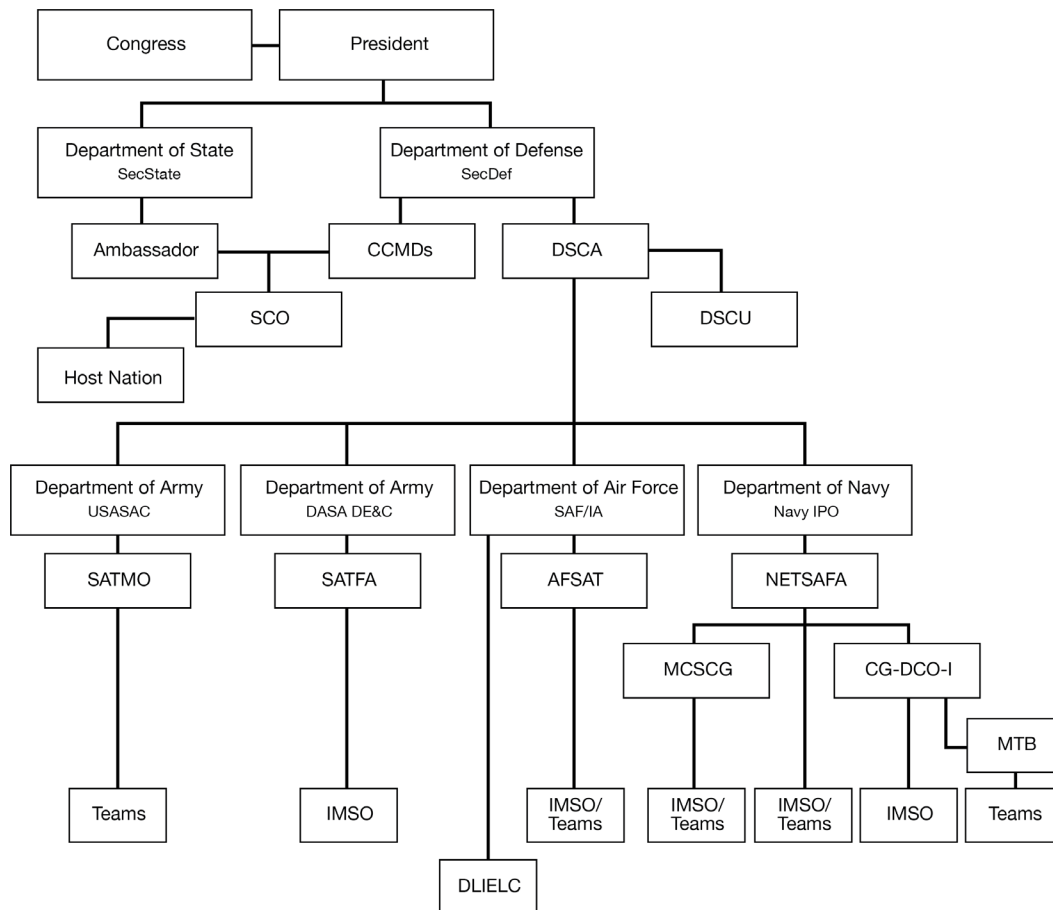 Congress
President
Department of State
SecState
Department of Defense
SecDef
Ambassador
CCMDs
DSCA
SCO
DSCU
Host Nation
Department of Army
USASAC
Department of Army
DASA DE&C
Department of Air Force
SAF/IA
Department of Navy
Navy IPO
SATMO
SATFA
AFSAT
NETSAFA
MCSCG
CG-DCO-I
MTB
Teams
IMSO
IMSO/
Teams
IMSO/
Teams
IMSO/
Teams
IMSO
Teams
DLIELC